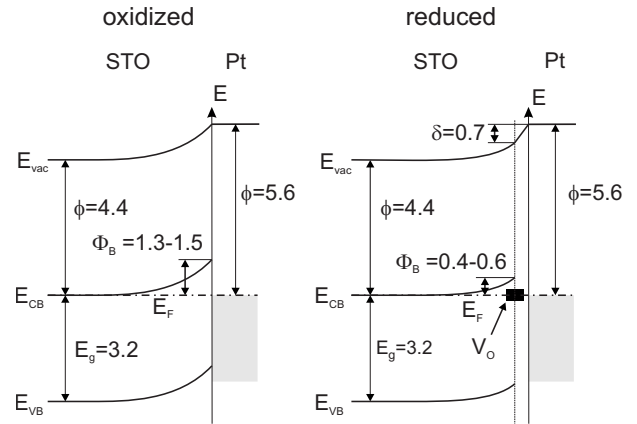 oxidized
STO Pt
E
E_vac
ϕ=4.4
ϕ=5.6
Φ_B =1.3-1.5
E_CB
E_F
E_g=3.2
E_VB
reduced
STO Pt
E
δ=0.7
E_vac
ϕ=4.4
ϕ=5.6
Φ_B =0.4-0.6
E_CB
E_F
E_g=3.2
V_O
E_VB